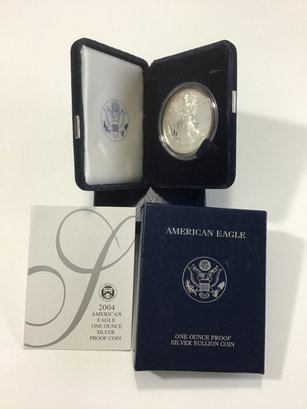 AMERICAN EAGLE
ONE OUNCE PROOF
SILVER BULLION COIN
2004
AMERICAN
EAGLE
ONE OUNCE
SILVER
PROOF COIN